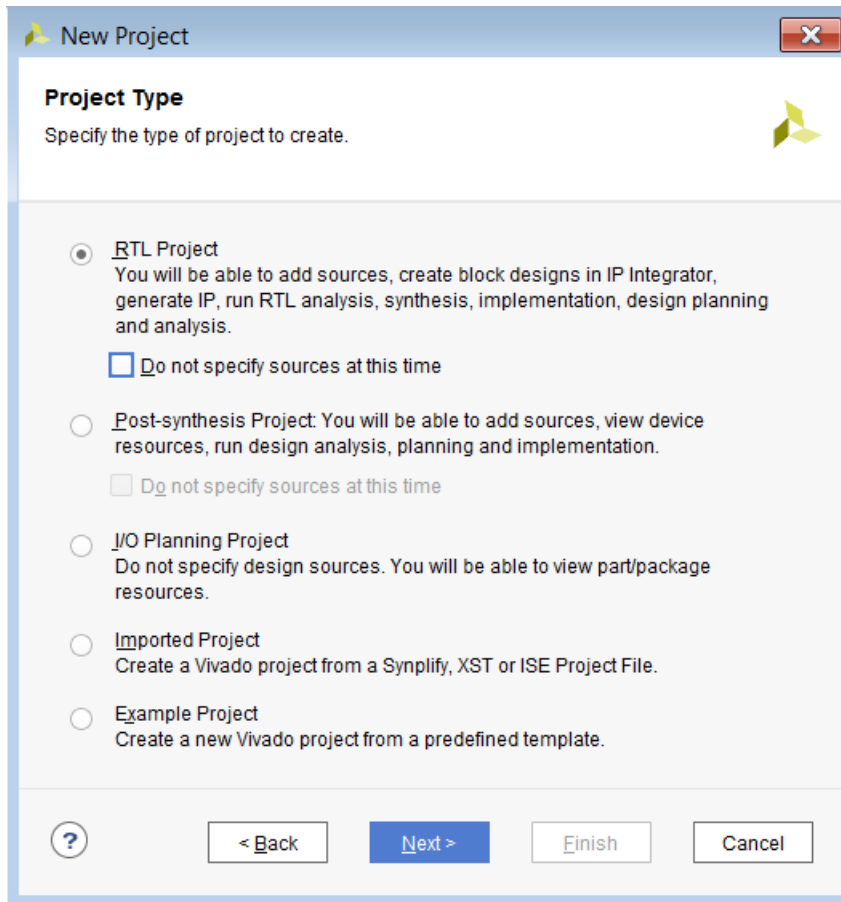 New Project
Project Type
Specify the type of project to create.
RTL Project
You will be able to add sources, create block designs in IP Integrator,
generate IP, run RTL analysis, synthesis, implementation, design planning
and analysis.
Do not specify sources at this time
Post-synthesis Project: You will be able to add sources, view device
resources, run design analysis, planning and implementation.
Do not specify sources at this time
I/O Planning Project
Do not specify design sources. You will be able to view part/package
resources.
Imported Project
Create a Vivado project from a Synplify, XST or ISE Project File.
Example Project
Create a new Vivado project from a predefined template.
? < Back Next > Finish Cancel